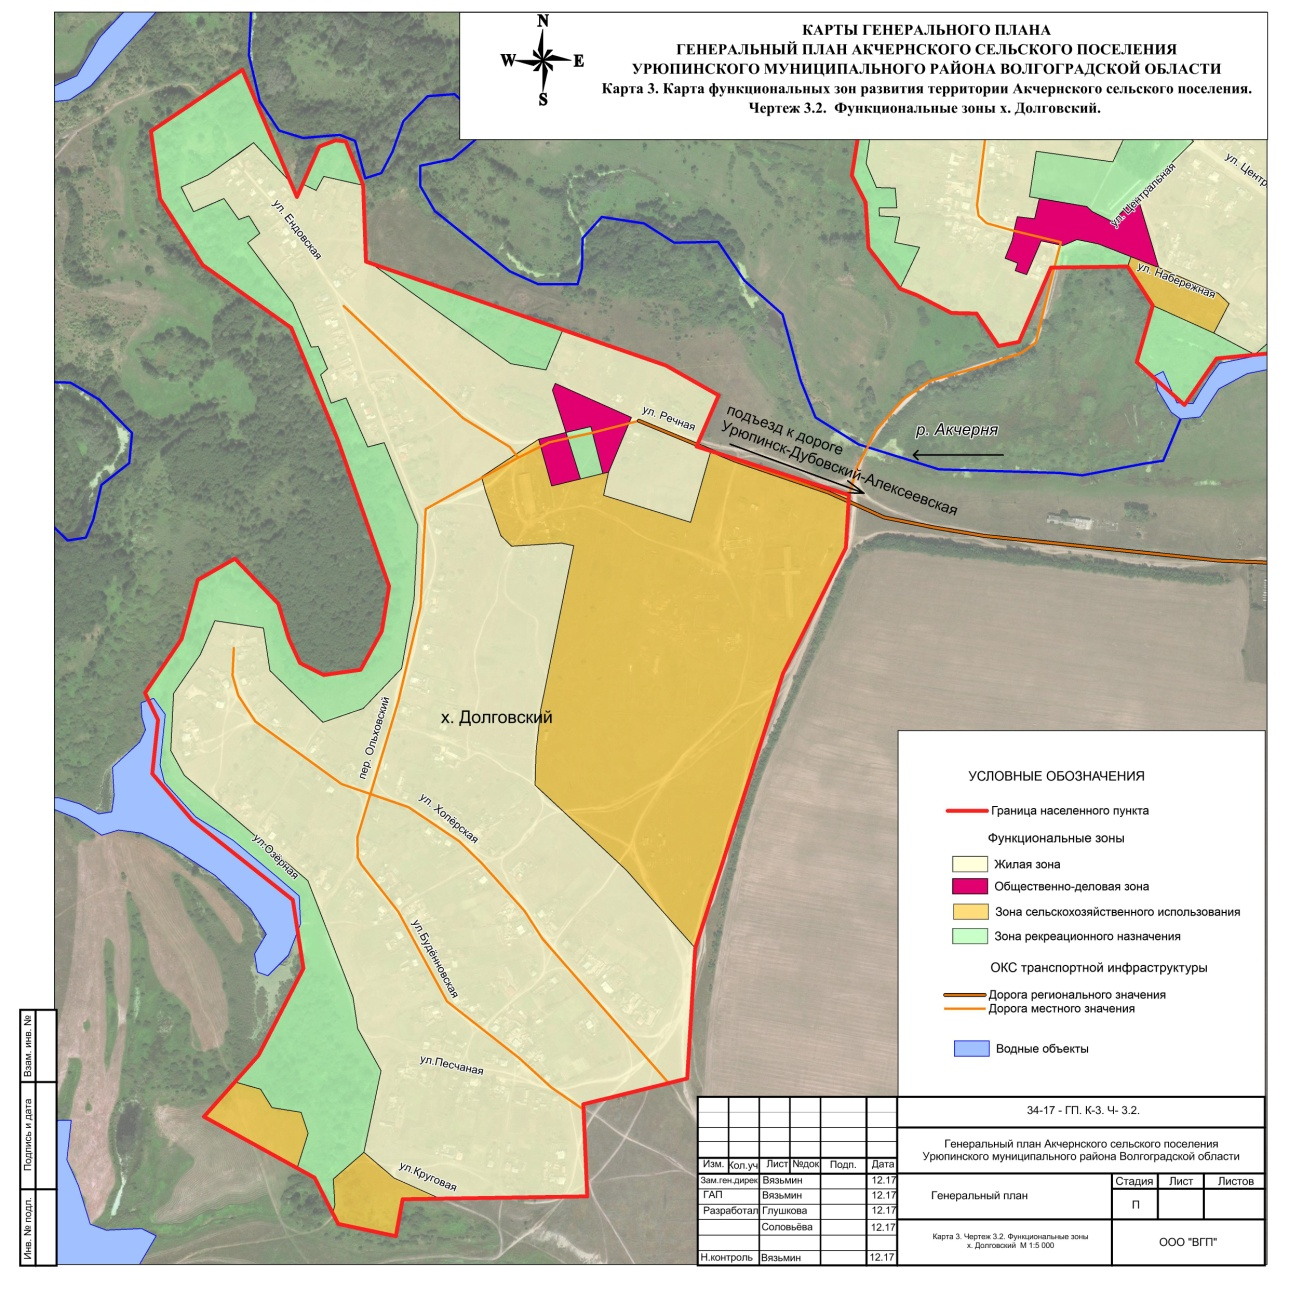 КАРТЫ ГЕНЕРАЛЬНОГО ПЛАНА
ГЕНЕРАЛЬНЫЙ ПЛАН АКЧЕРНСКОГО СЕЛЬСКОГО ПОСЕЛЕНИЯ
УРЮПИНСКОГО МУНИЦИПАЛЬНОГО РАЙОНА ВОЛГОГРАДСКОЙ ОБЛАСТИ
Карта 3. Карта функциональных зон развития территории Акчернского сельского поселения.
Чертеж 3.2. Функциональные зоны х. Долговский.
N
W E
S
ул. Центр
ул. Центральная
ул. Набережная
ул. Ендовская
ул. Речная
подъезд к дороге
Урюпинск-Дубовский-Алексеевская
р. Акчерня
х. Долговский
пер. Ольховский
ул. Хопёрская
ул.Озёрная
ул.Будённовская
ул.Песчаная
ул.Круговая
УСЛОВНЫЕ ОБОЗНАЧЕНИЯ
Граница населенного пункта
Функциональные зоны
Жилая зона
Общественно-деловая зона
Зона сельскохозяйственного использования
Зона рекреационного назначения
ОКС транспортной инфраструктуры
Дорога регионального значения
Дорога местного значения
Водные объекты
Взам. инв. №
Подпись и дата
Инв. № подл.
34-17 - ГП. К-3. Ч- 3.2.
Генеральный план Акчернского сельского поселения
Урюпинского муниципального района Волгоградской области
Изм. Кол.уч Лист №док Подп. Дата
Зам.ген.дирек Вязьмин 12.17
ГАП Вязьмин 12.17
Разработал Глушкова 12.17
Соловьёва 12.17
Н.контроль Вязьмин 12.17
Генеральный план
Стадия Лист Листов
П
Карта 3. Чертеж 3.2. Функциональные зоны
х. Долговский М 1:5 000
ООО "ВГП"